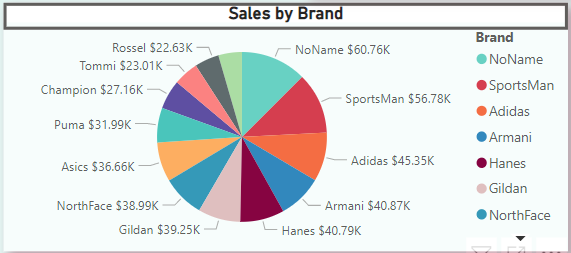 Sales by Brand
Rossel $22.63K
Tommi $23.01K
Champion $27.16K
Puma $31.99K
Asics $36.66K
NorthFace $38.99K
Gildan $39.25K
NoName $60.76K
SportsMan $56.78K
Adidas $45.35K
Armani $40.87K
Hanes $40.79K
Brand
NoName
SportsMan
Adidas
Armani
Hanes
Gildan
NorthFace